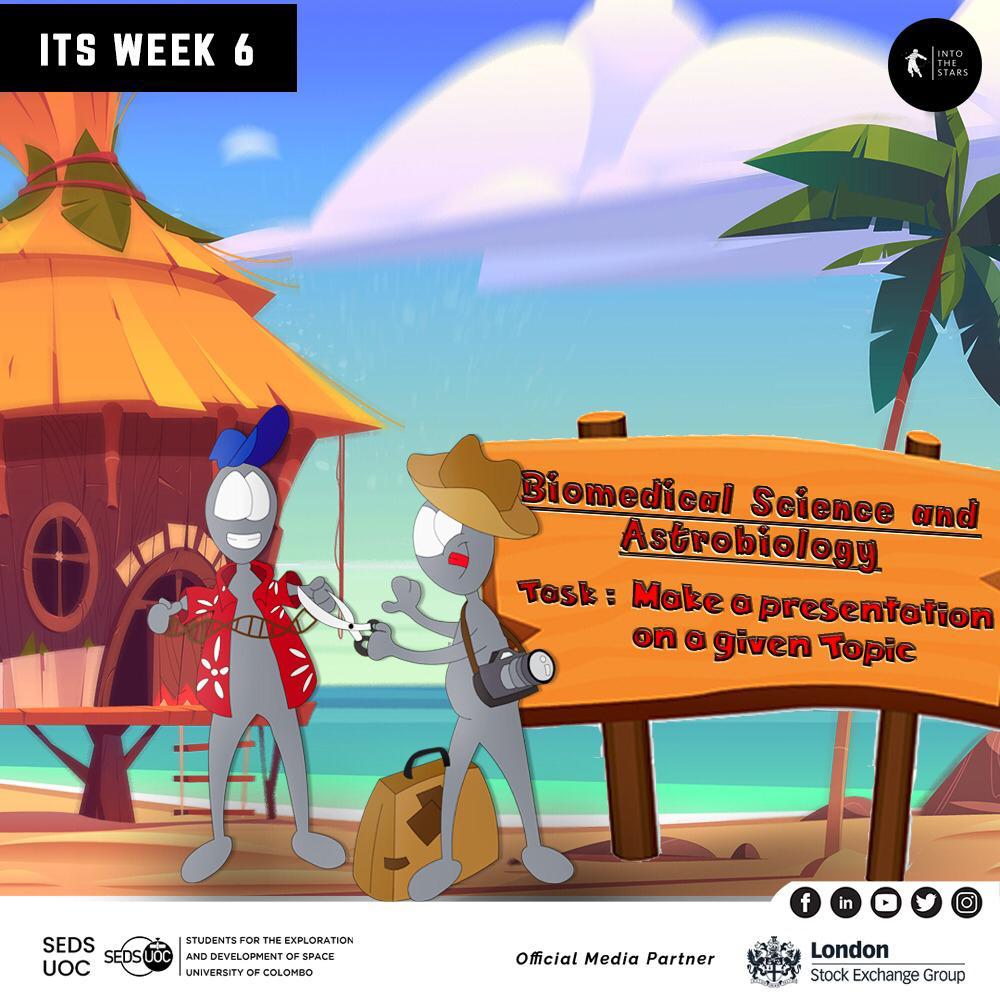 ITS WEEK 6
INTO
THE
STARS
Biomedical Science and
Astrobiology
Task : Make a presentation
on a given Topic
SEDS
UOC
SEDS UOC
STUDENTS FOR THE EXPLORATION
AND DEVELOPMENT OF SPACE
UNIVERSITY OF COLOMBO
Official Media Partner
London
Stock Exchange Group